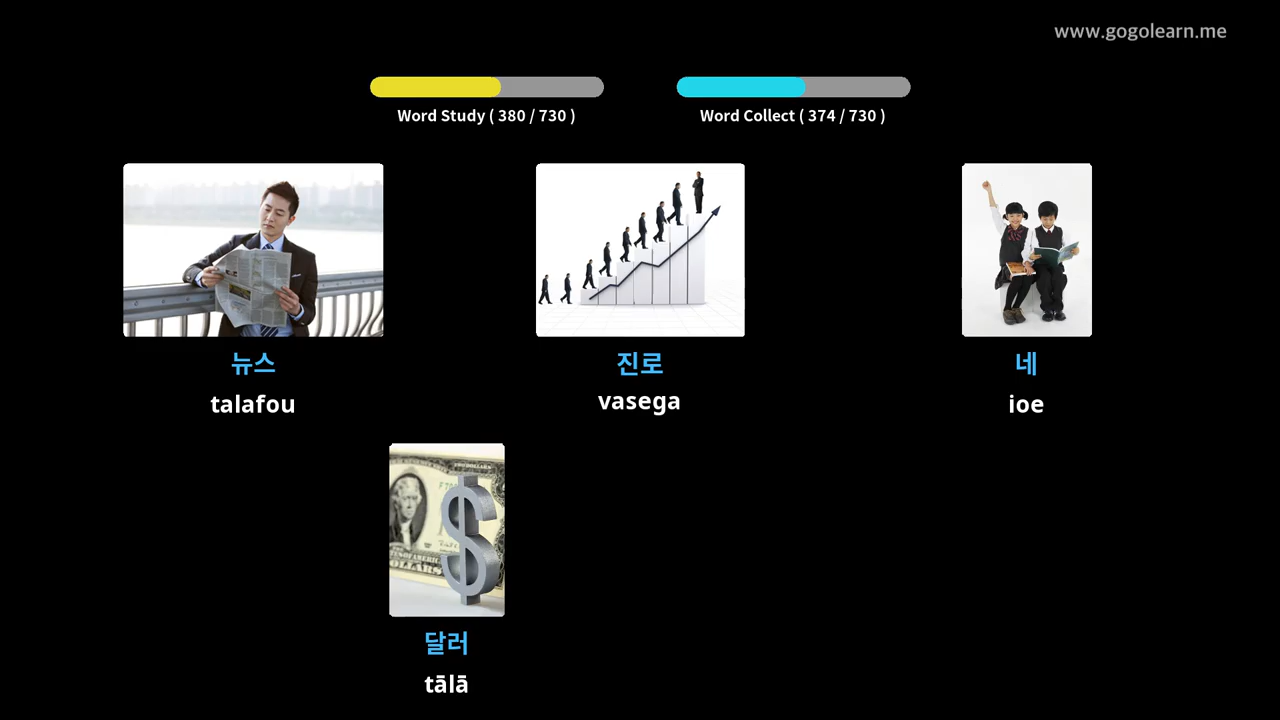 www.gogolearn.me
Word Study ( 380 / 730 )
Word Collect ( 374 / 730 )
뉴스
talafou
진로
vasega
네
ioe
달러
tālā